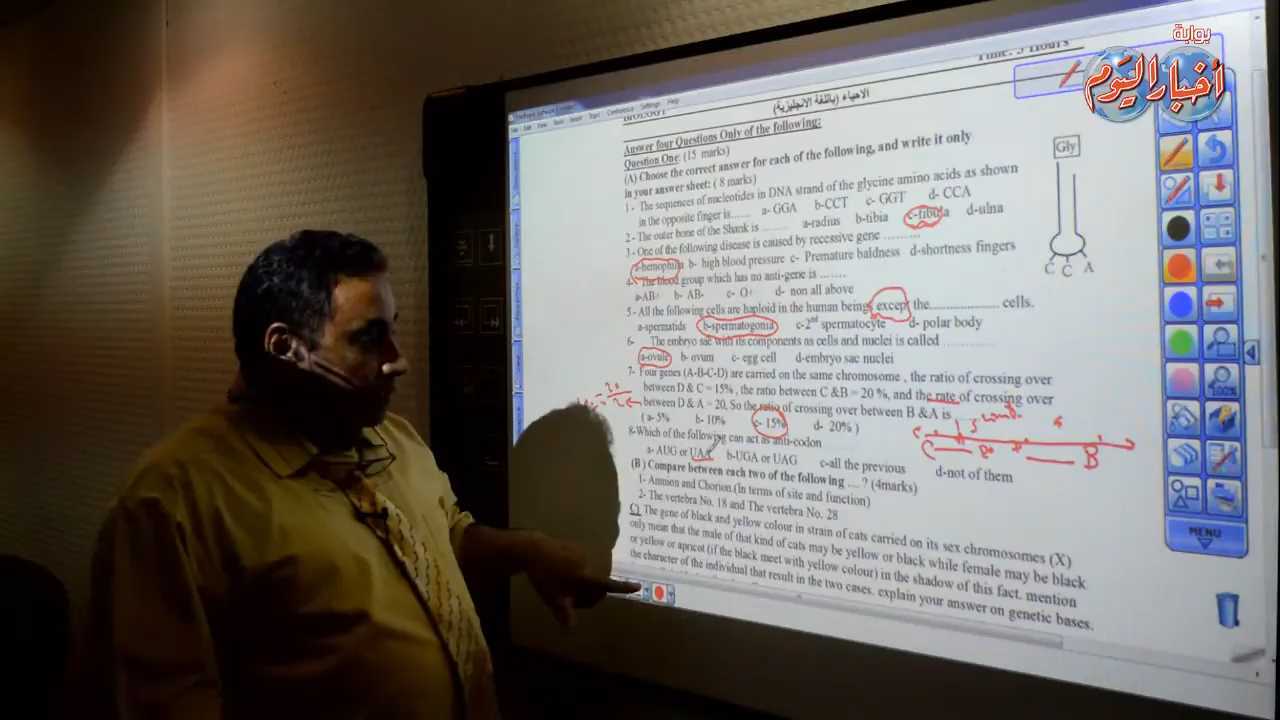 بوابة
أخبار اليوم
Time: 3 Hours
Conference Settings Help
BIOLOGY
الاحياء (باللغة الانجليزية)
Answer four Questions Only of the following:
Question One: (15 marks)
(A) Choose the correct answer for each of the following, and write it only
in your answer sheet: ( 8 marks)
1- The sequences of nucleotides in DNA strand of the glycine amino acids as shown
in the opposite finger is...... a- GGA b-CCT c- GGT d- CCA
2- The outer bone of the Shank is ........ a-radius b-tibia c-fibula d-ulna
3- One of the following disease is caused by recessive gene .........
a-hemophilia b- high blood pressure c- Premature baldness d-shortness fingers
4- The blood group which has no anti-gene is .......
a-AB+ b- AB- c- O+ d- non all above
5- All the following cells are haploid in the human beings except the.................. cells.
a-spermatids b-spermatogonia c-2nd spermatocyte d- polar body
6- The embryo sac with its components as cells and nuclei is called .............
a-ovule b- ovum c- egg cell d-embryo sac nuclei
7- Four genes (A-B-C-D) are carried on the same chromosome , the ratio of crossing over
between D & C = 15%, the ratio between C &B = 20 %, and the rate of crossing over
between D & A = 20, So the ratio of crossing over between B &A is
( a- 5% b- 10% c- 15% d- 20% )
8-Which of the following can act as anti-codon
a- AUG or UAC b-UGA or UAG c-all the previous d-not of them
(B ) Compare between each two of the following .... ? (4marks)
1- Amnion and Chorion.(In terms of site and function)
2- The vertebra No. 18 and The vertebra No. 28
C) The gene of black and yellow colour in strain of cats carried on its sex chromosomes (X)
only mean that the male of that kind of cats may be yellow or black while female may be black
or yellow or apricot (if the black meet with yellow colour) in the shadow of this fact. mention
the character of the individual that result in the two cases. explain your answer on genetic bases.
Gly
C C A
C B
100%
MENU